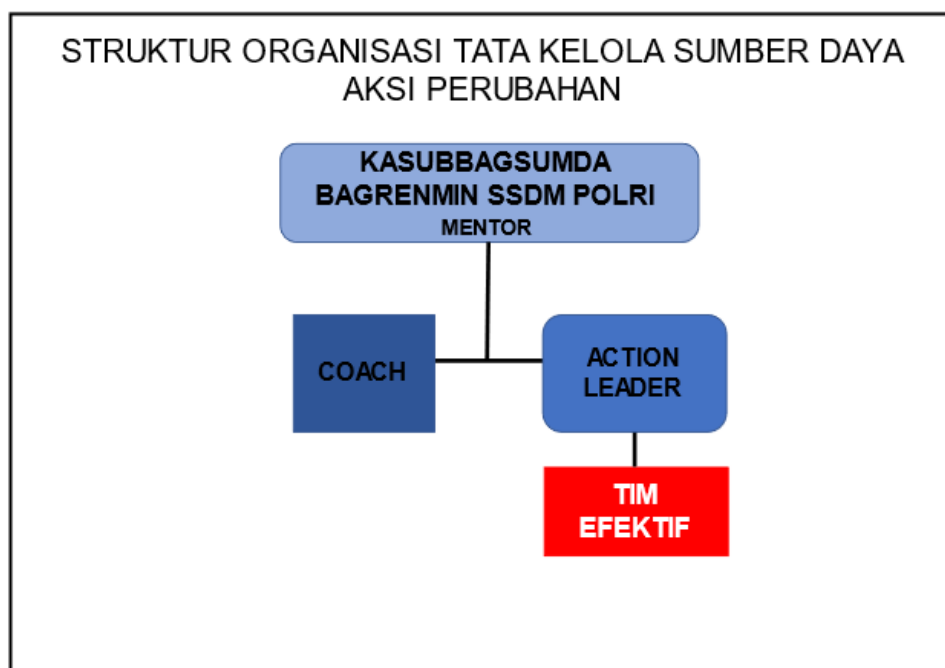 STRUKTUR ORGANISASI TATA KELOLA SUMBER DAYA
AKSI PERUBAHAN
KASUBBAGSUMDA
BAGRENMIN SSDM POLRI
MENTOR
COACH
ACTION
LEADER
TIM
EFEKTIF